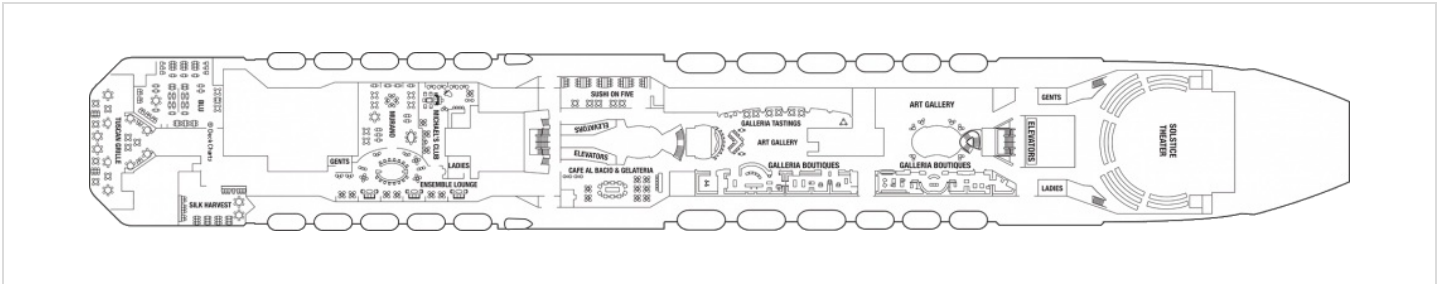 TUSCAN GRILLE
BLU
© DeckCharts
SILK HARVEST
GENTS
MURANO
MICHAEL'S CLUB
LADIES
ENSEMBLE LOUNGE
SUSHI ON FIVE
ELEVATORS
ELEVATORS
CAFE AL BACIO & GELATERIA
GALLERIA TASTINGS
ART GALLERY
GALLERIA BOUTIQUES
ART GALLERY
GALLERIA BOUTIQUES
GENTS
ELEVATORS
LADIES
SOLSTICE
THEATER